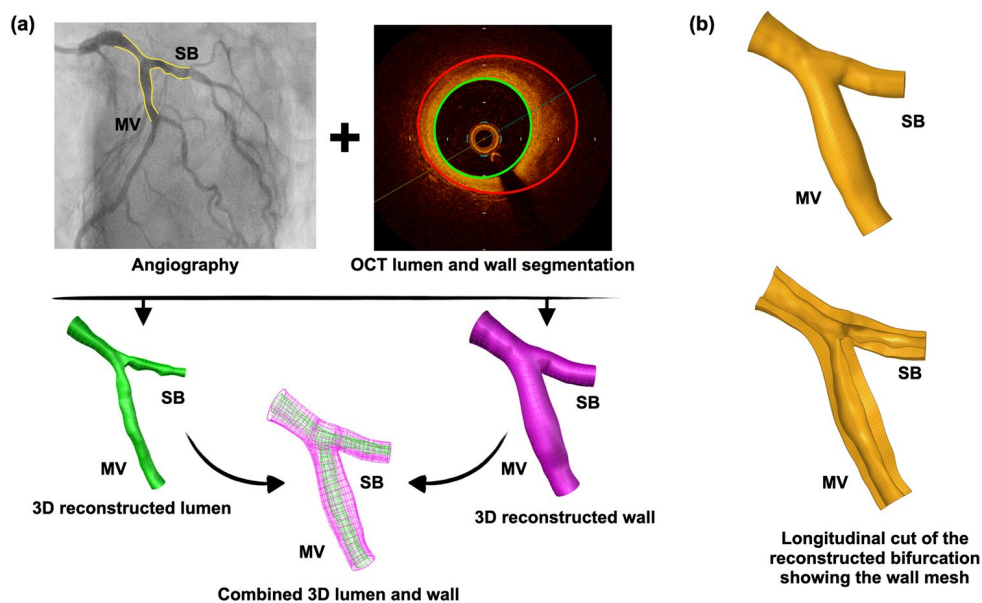 (a)
SB
MV
+
Angiography
OCT lumen and wall segmentation
SB
MV
3D reconstructed lumen
SB
MV
Combined 3D lumen and wall
SB
MV
3D reconstructed wall
(b)
SB
MV
SB
MV
Longitudinal cut of the
reconstructed bifurcation
showing the wall mesh